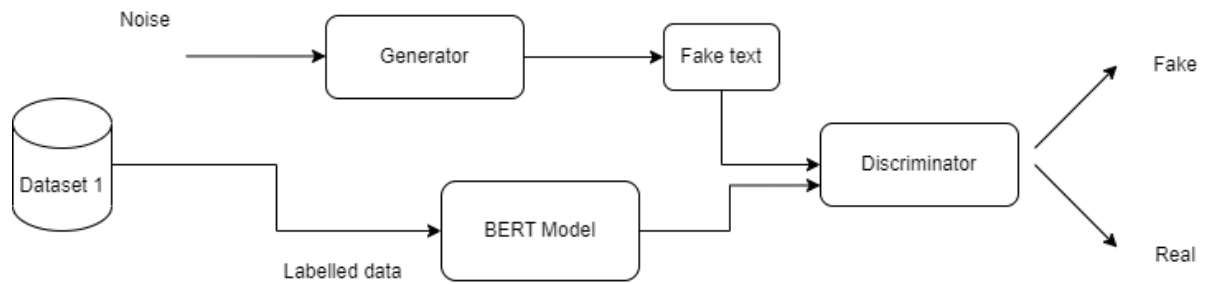 Noise
Generator
Fake text
Fake
Dataset 1
Discriminator
BERT Model
Labelled data
Real